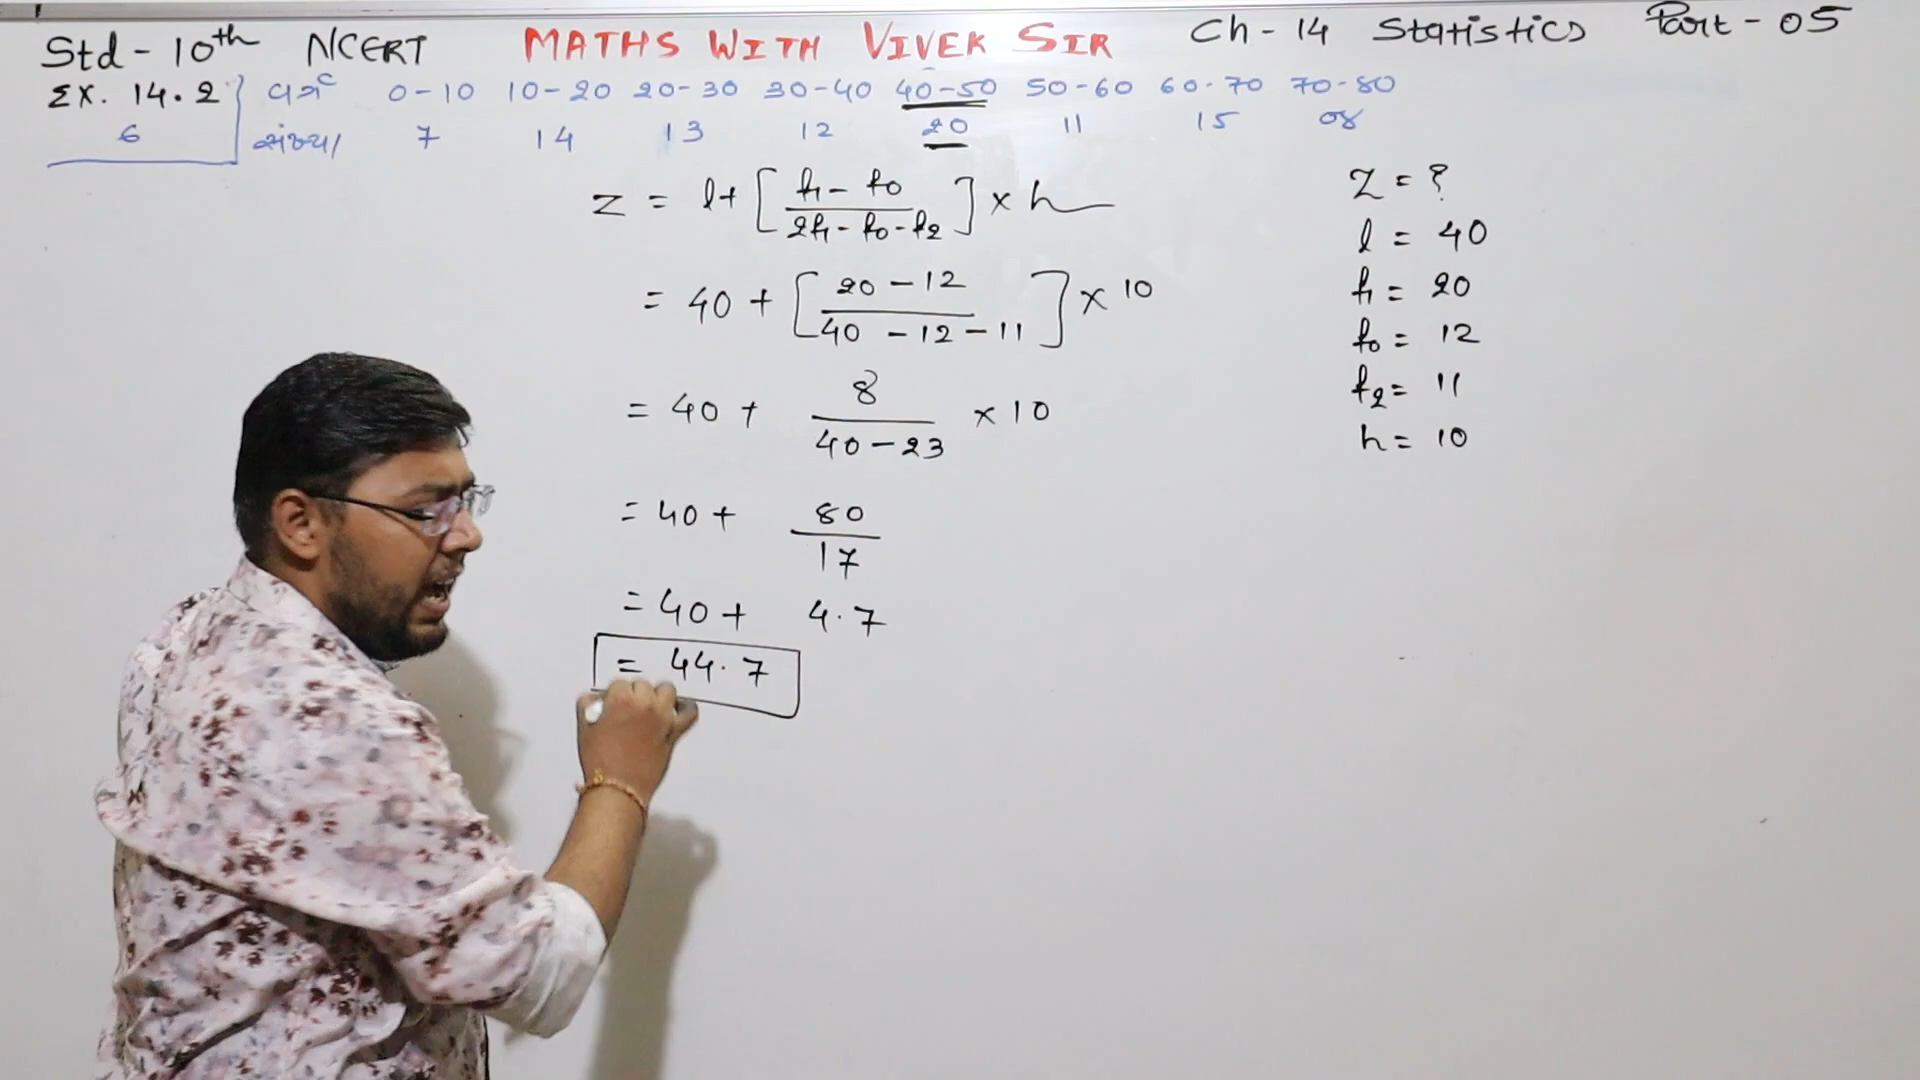 Std - 10th NCERT MATHS WITH VIVEK SIR Ch - 14 Statistics Part - 05
Ex. 14.2 વર્ગ 0-10 10-20 20-30 30-40 40-50 50-60 60-70 70-80
6 સંખ્યા 7 14 13 12 20 11 15 08
Z = l + [ f1 - f0 / 2f1 - f0 - f2 ] × h
= 40 + [ 20 - 12 / 40 - 12 - 11 ] × 10
= 40 + 8 / 40 - 23 × 10
= 40 + 80 / 17
= 40 + 4.7
= 44.7
Z = ?
l = 40
f1 = 20
f0 = 12
f2 = 11
h = 10